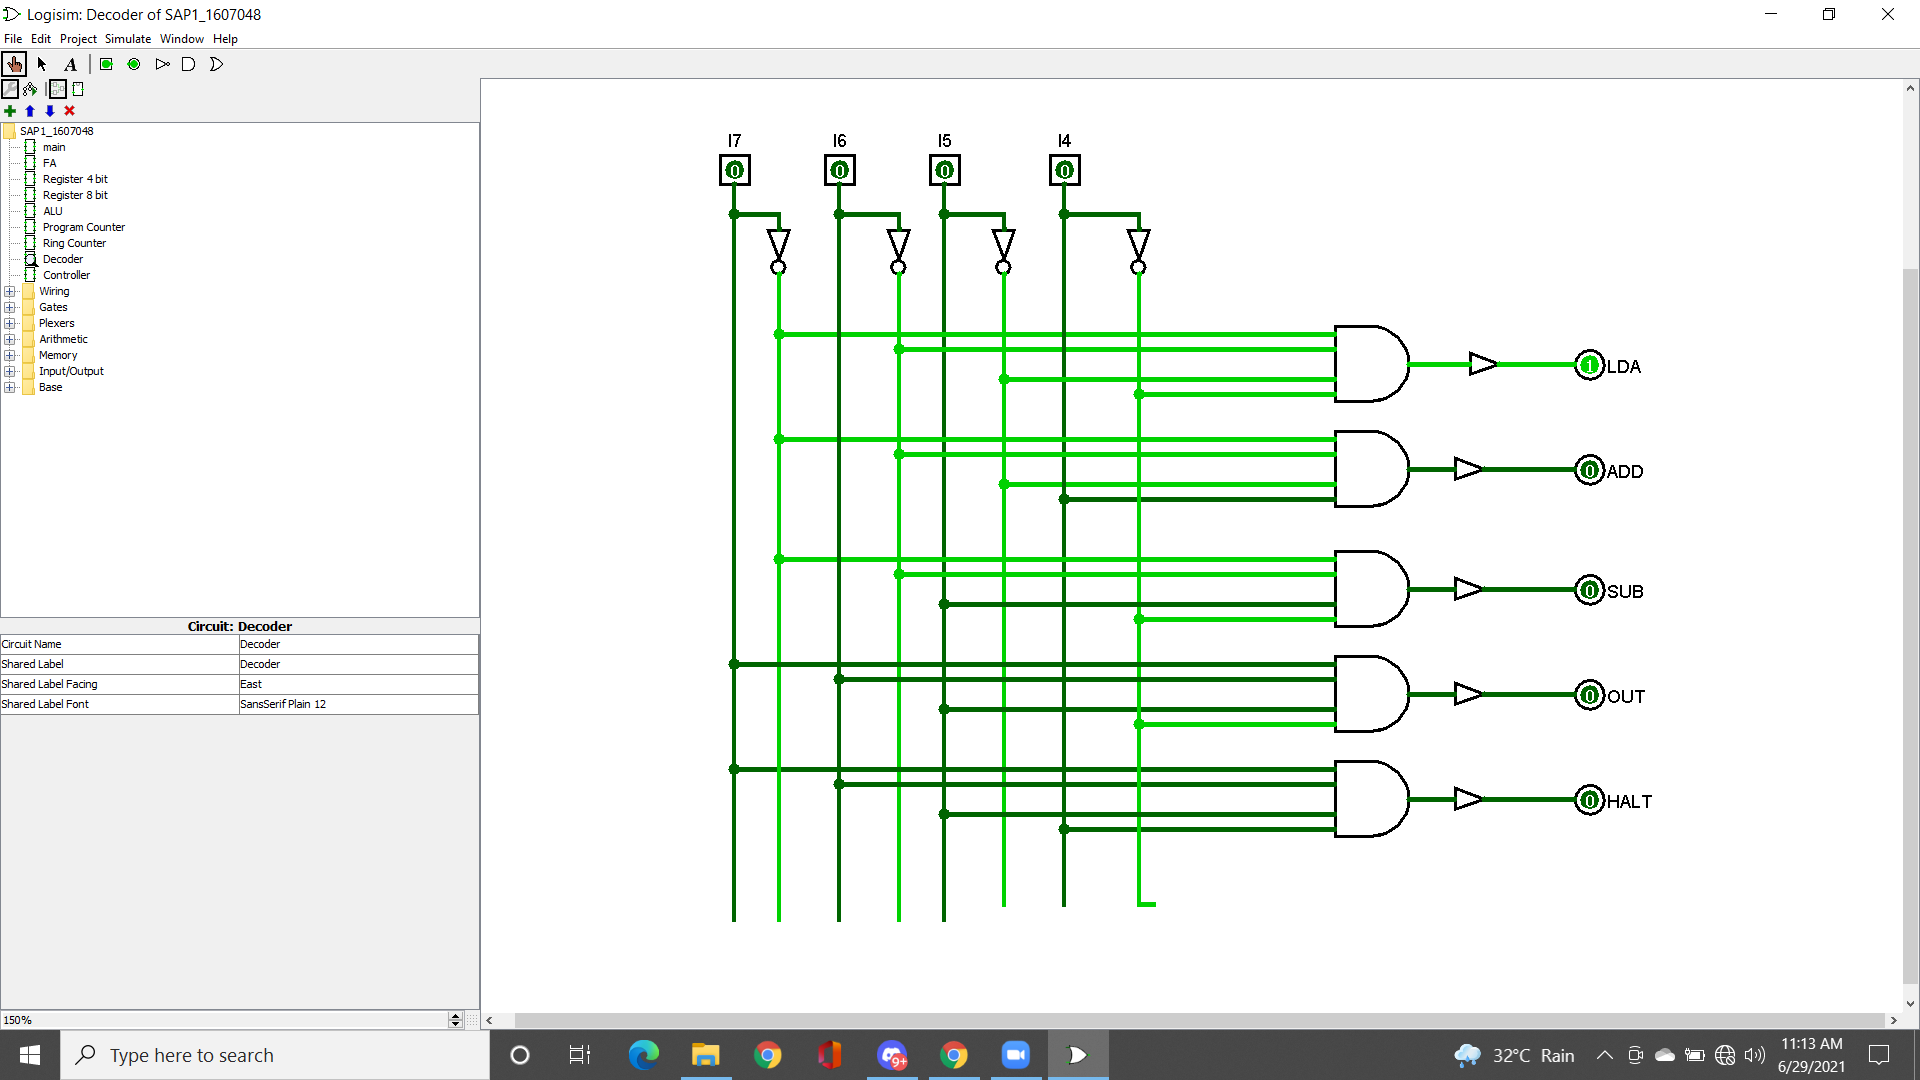 Logisim: Decoder of SAP1_1607048
File Edit Project Simulate Window Help
A
SAP1_1607048
main
FA
Register 4 bit
Register 8 bit
ALU
Program Counter
Ring Counter
Decoder
Controller
Wiring
Gates
Plexers
Arithmetic
Memory
Input/Output
Base
Circuit: Decoder
Circuit Name Decoder
Shared Label Decoder
Shared Label Facing East
Shared Label Font SansSerif Plain 12
150%
I7 I6 I5 I4
0 0 0 0
1 LDA
0 ADD
0 SUB
0 OUT
0 HALT
Type here to search
9+
32°C Rain
11:13 AM
6/29/2021